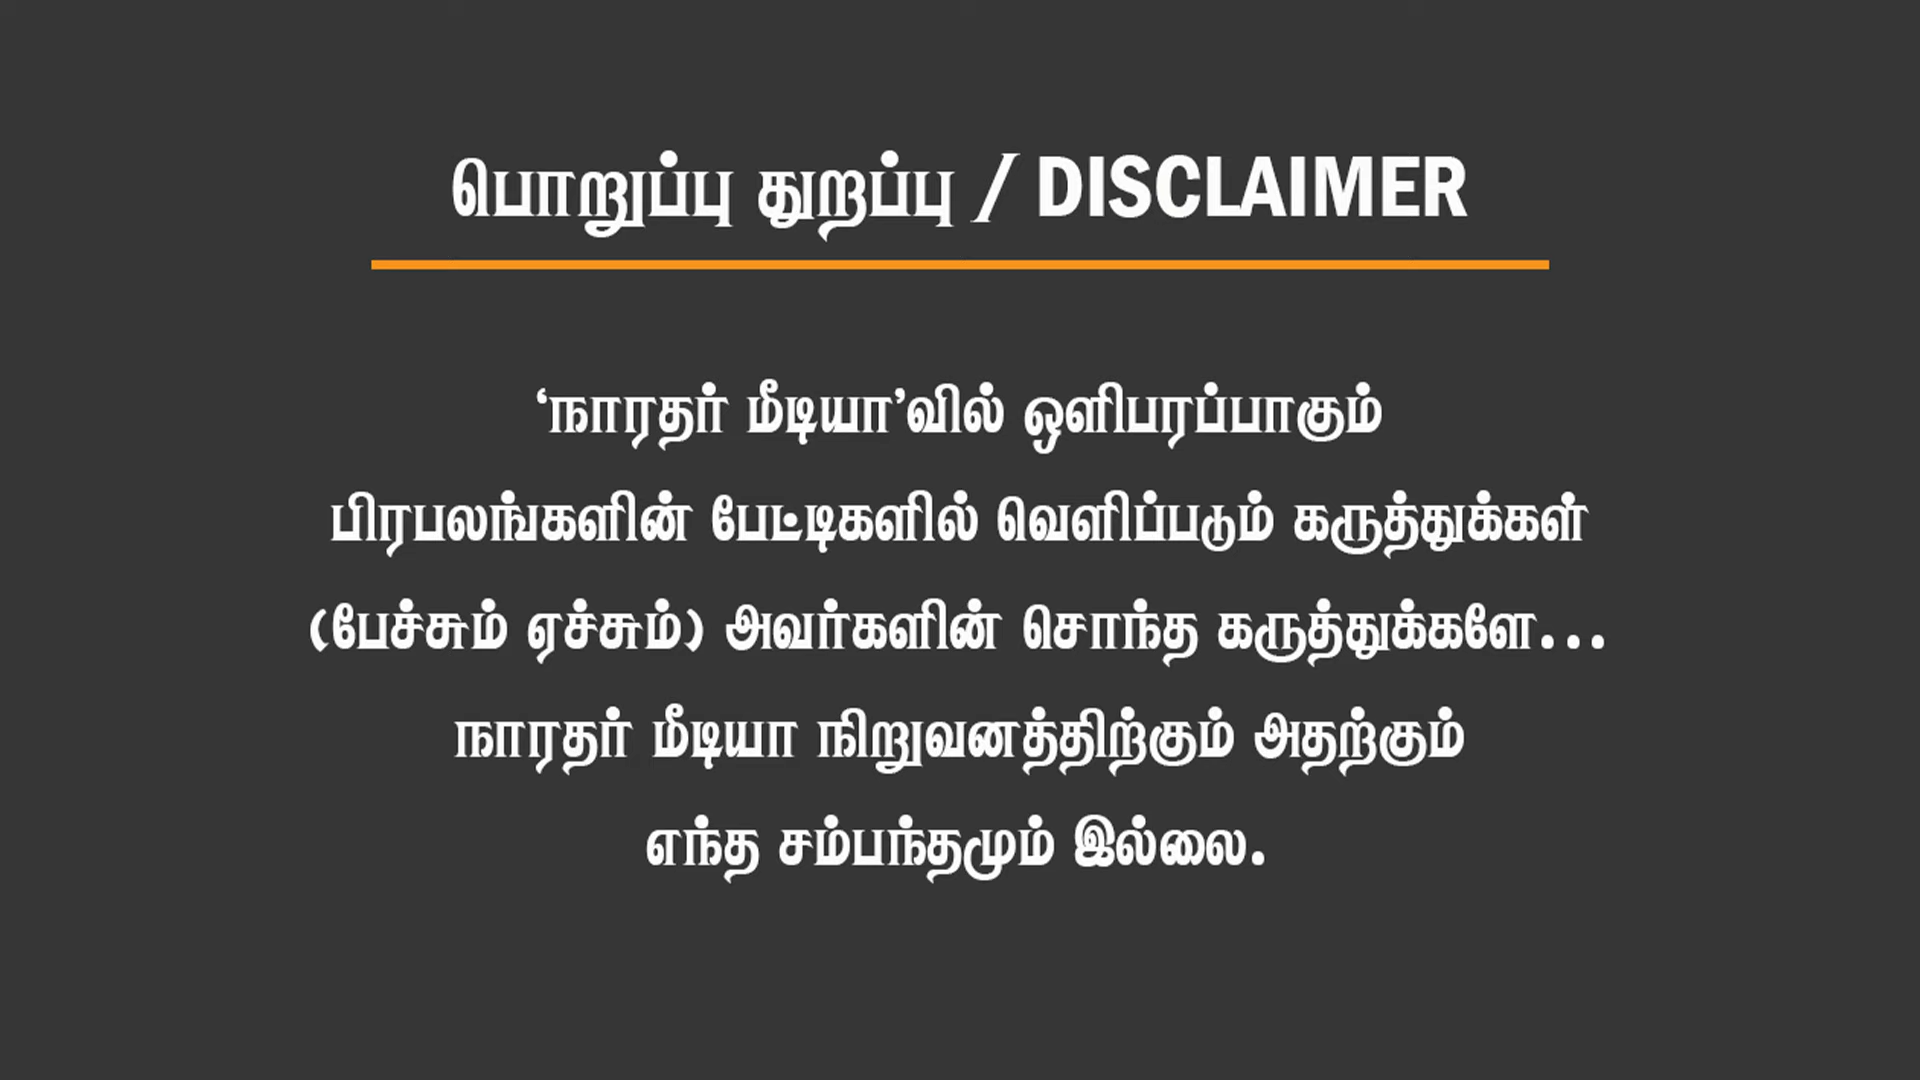 பொறுப்பு துறப்பு / DISCLAIMER
‘நாரதர் மீடியா’வில் ஒளிபரப்பாகும்
பிரபலங்களின் பேட்டிகளில் வெளிப்படும் கருத்துக்கள்
(பேச்சும் ஏச்சும்) அவர்களின் சொந்த கருத்துக்களே...
நாரதர் மீடியா நிறுவனத்திற்கும் அதற்கும்
எந்த சம்பந்தமும் இல்லை.